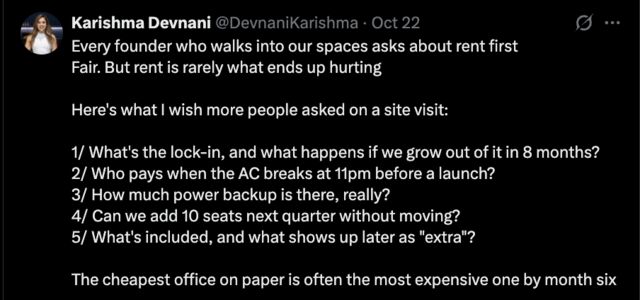 Karishma Devnani @DevnaniKarishma · Oct 22
Every founder who walks into our spaces asks about rent first
Fair. But rent is rarely what ends up hurting
Here's what I wish more people asked on a site visit:
1/ What's the lock-in, and what happens if we grow out of it in 8 months?
2/ Who pays when the AC breaks at 11pm before a launch?
3/ How much power backup is there, really?
4/ Can we add 10 seats next quarter without moving?
5/ What's included, and what shows up later as "extra"?
The cheapest office on paper is often the most expensive one by month six